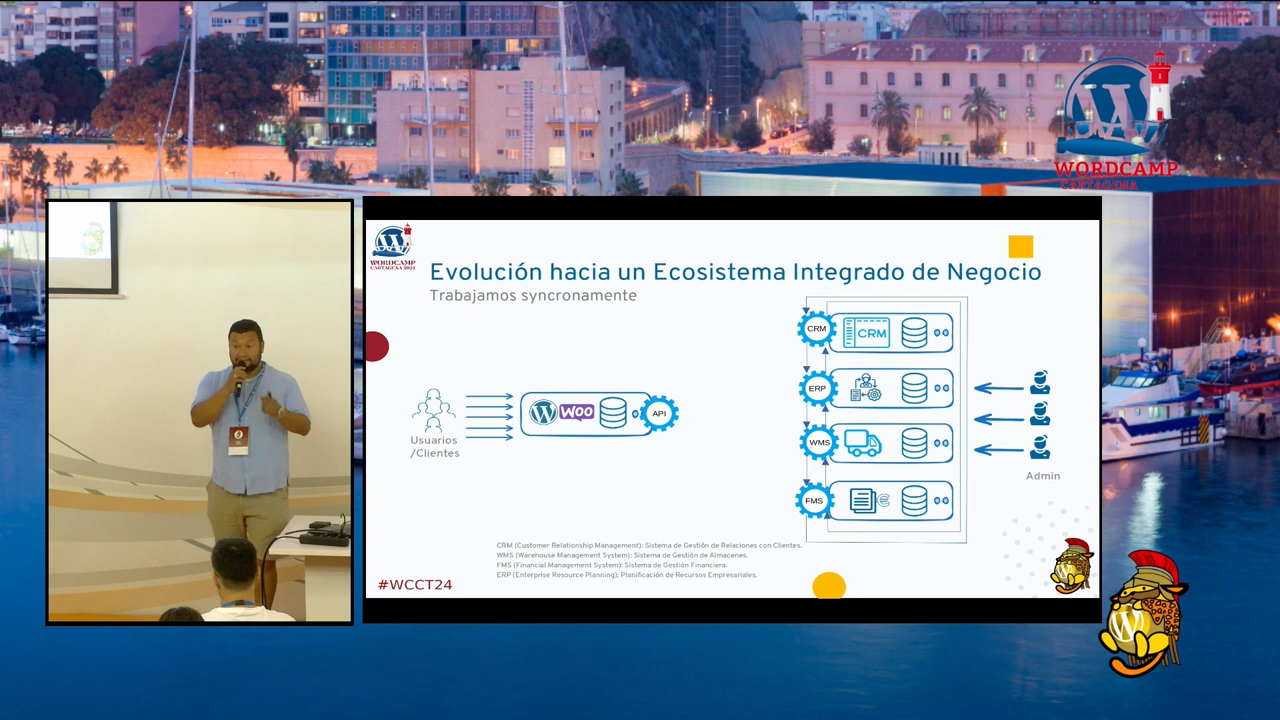 WORDCAMP
CARTAGENA
WORDCAMP
CARTAGENA 2023
Evolución hacia un Ecosistema Integrado de Negocio
Trabajamos syncronamente
CRM
CRM
ERP
WOO
API
Usuarios
/Clientes
WMS
Admin
FMS
CRM (Customer Relationship Management): Sistema de Gestión de Relaciones con Clientes.
WMS (Warehouse Management System): Sistema de Gestión de Almacenes.
FMS (Financial Management System): Sistema de Gestión Financiera.
ERP (Enterprise Resource Planning): Planificación de Recursos Empresariales.
#WCCT24